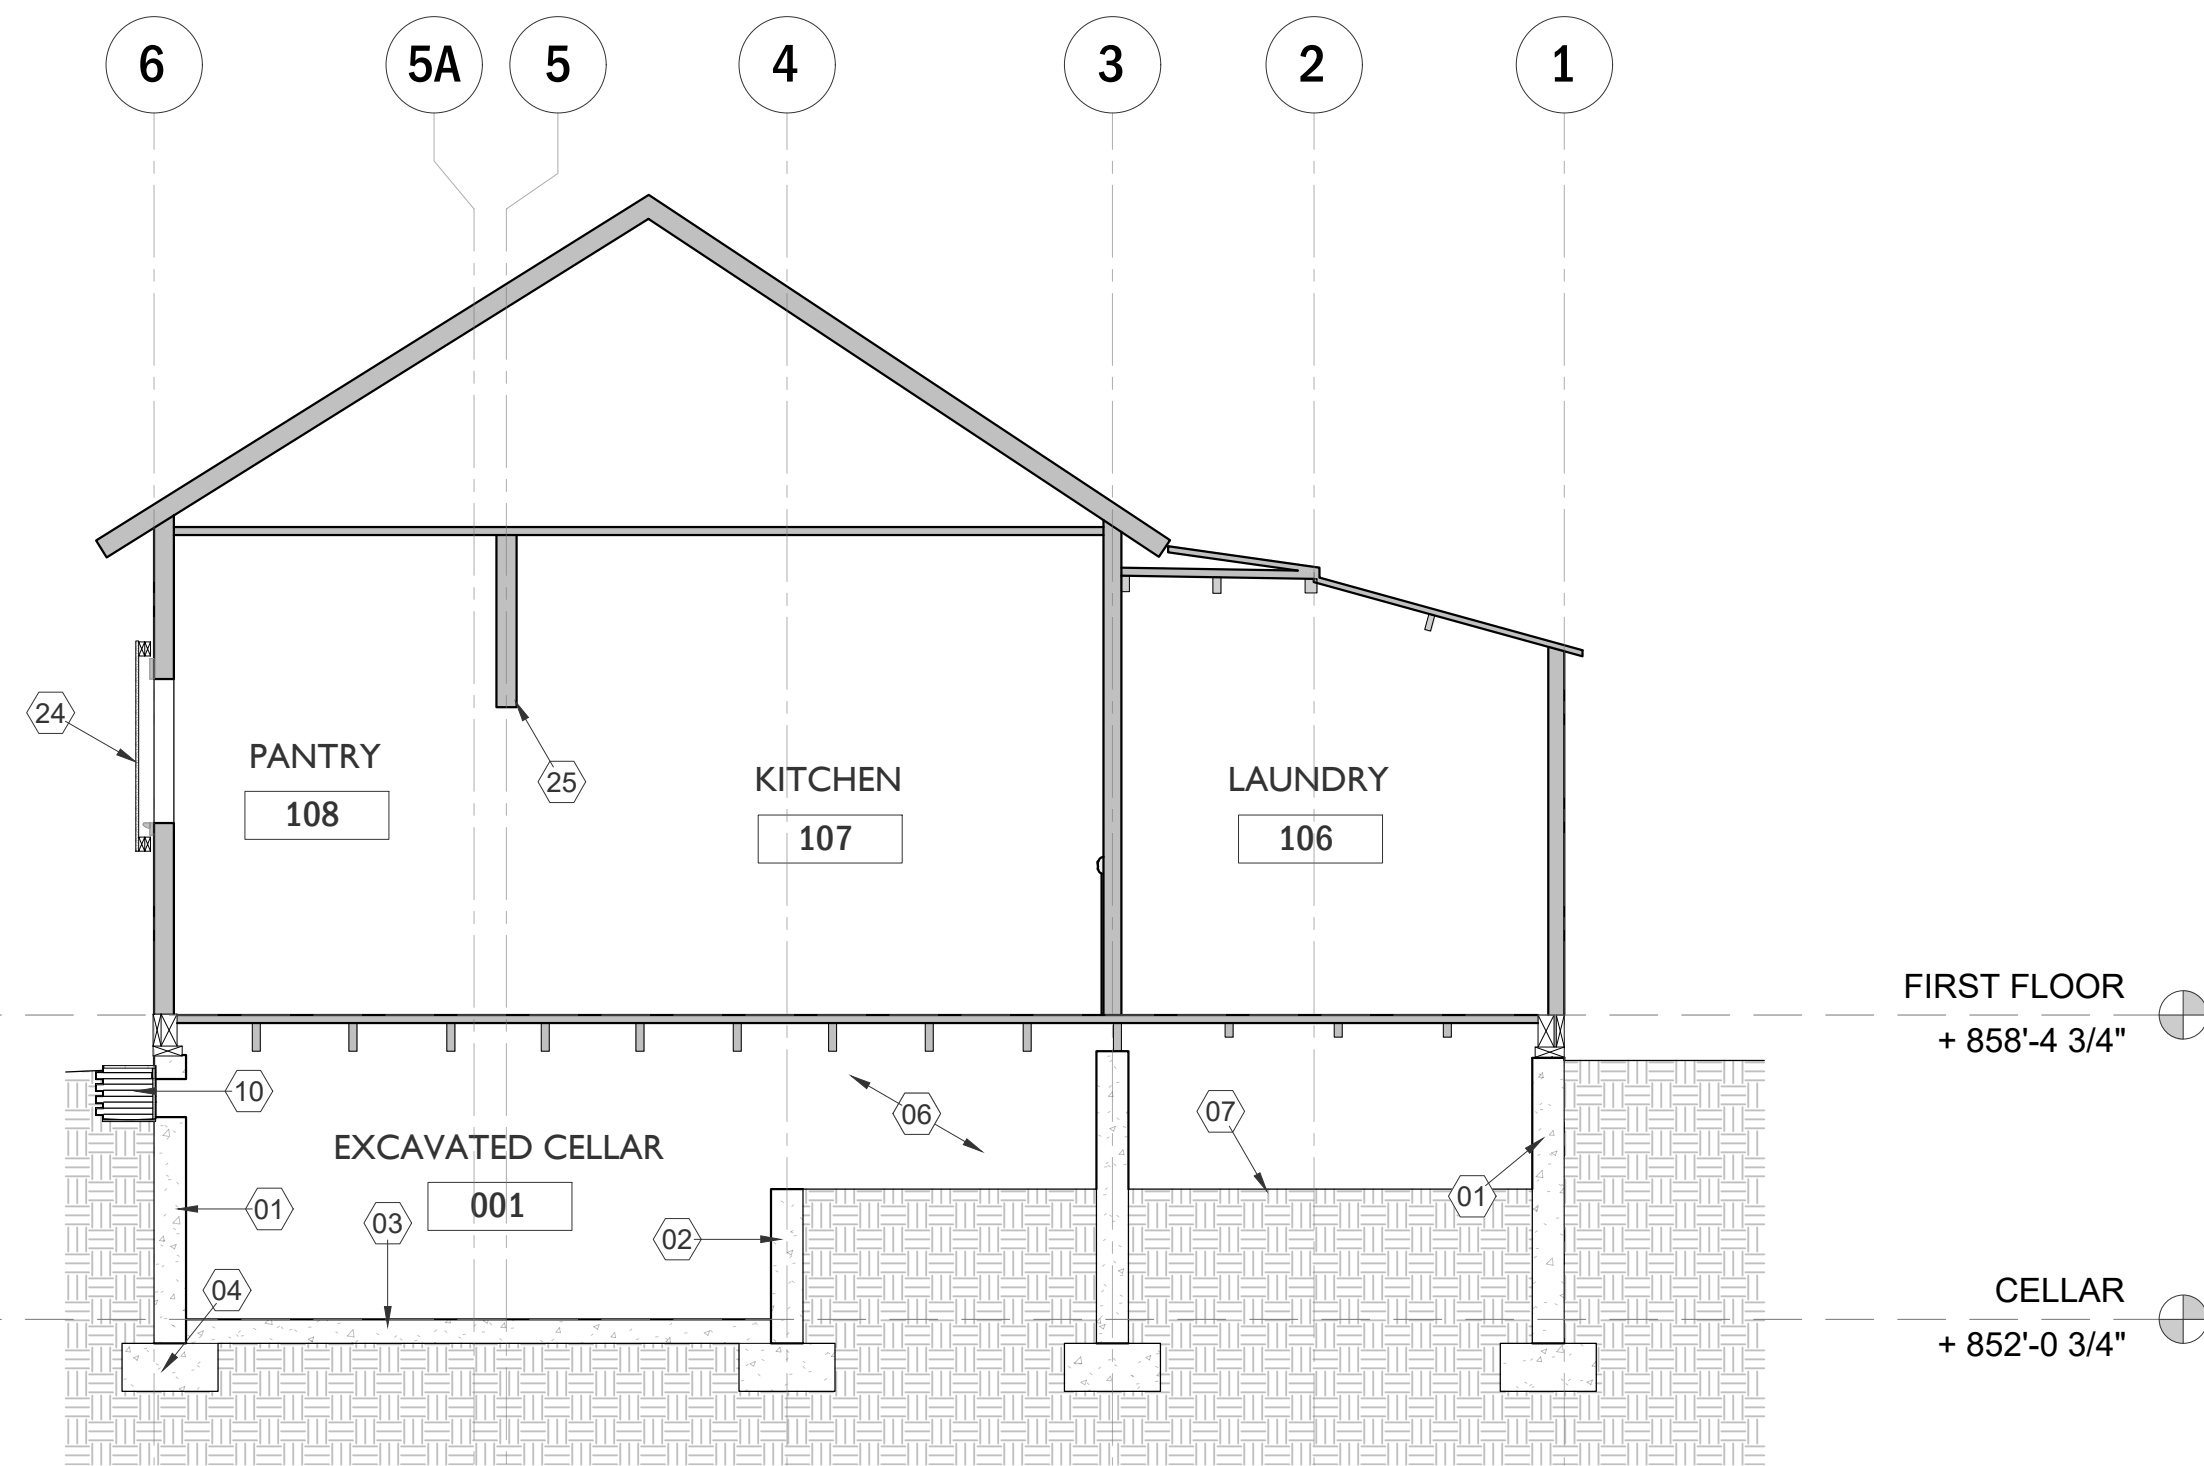 6 5A 5 4 3 2 1
24
PANTRY
108
25
KITCHEN
107
LAUNDRY
106
FIRST FLOOR
+ 858'-4 3/4"
10
06
07
EXCAVATED CELLAR
001
01
03
02
01
04
CELLAR
+ 852'-0 3/4"